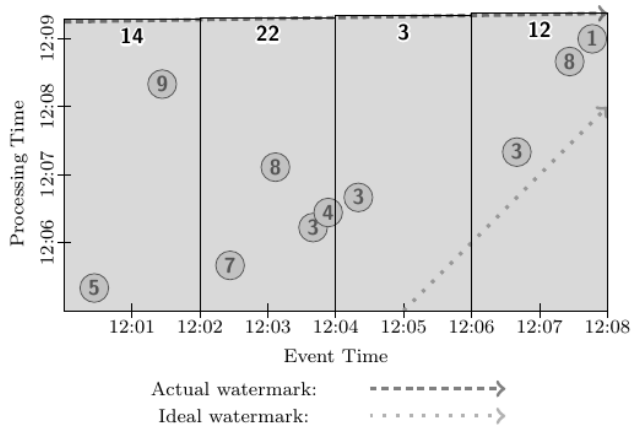 14 22 3 12
12:09
1
8
9
12:08
8
3
12:07
3
4
3
12:06
7
5
Processing Time
12:01 12:02 12:03 12:04 12:05 12:06 12:07 12:08
Event Time
Actual watermark:
Ideal watermark: